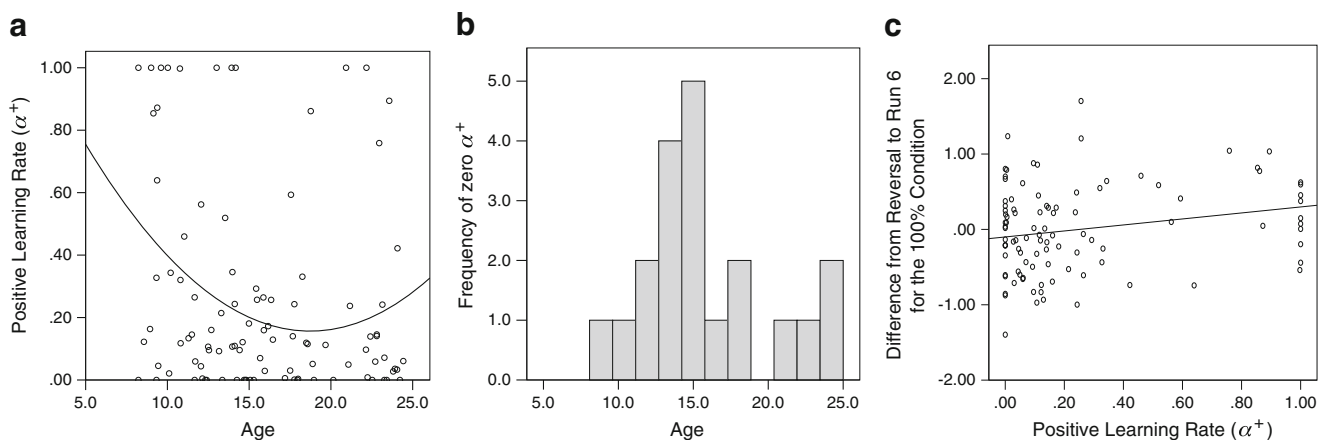 a
Positive Learning Rate (α⁺)
1.00
.80
.60
.40
.20
.00
5.0 10.0 15.0 20.0 25.0
Age
b
Frequency of zero α⁺
5.0
4.0
3.0
2.0
1.0
0.0
5.0 10.0 15.0 20.0 25.0
Age
c
Difference from Reversal to Run 6
for the 100% Condition
2.00
1.00
.00
-1.00
-2.00
.00 .20 .40 .60 .80 1.00
Positive Learning Rate (α⁺)